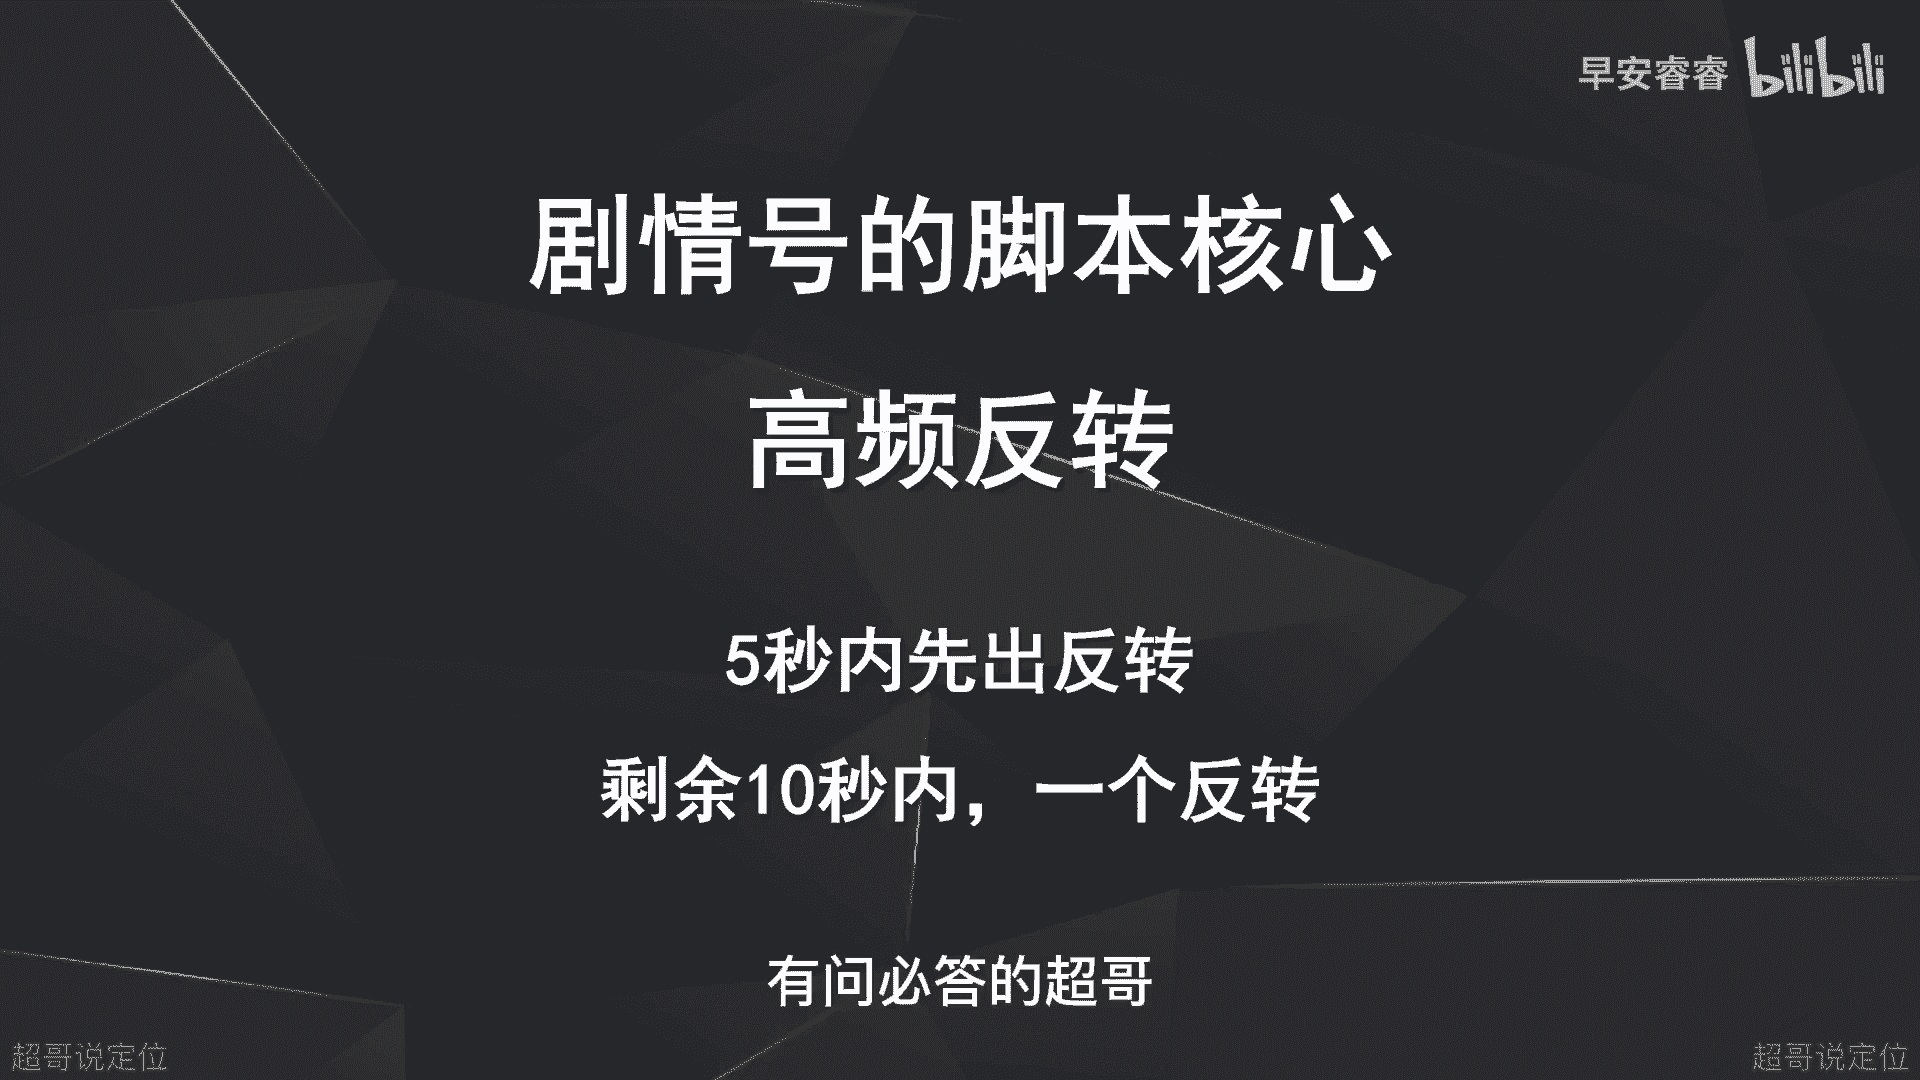 早安睿睿 bilibili
剧情号的脚本核心
高频反转
5秒内先出反转
剩余10秒内，一个反转
有问必答的超哥
超哥说定位
超哥说定位